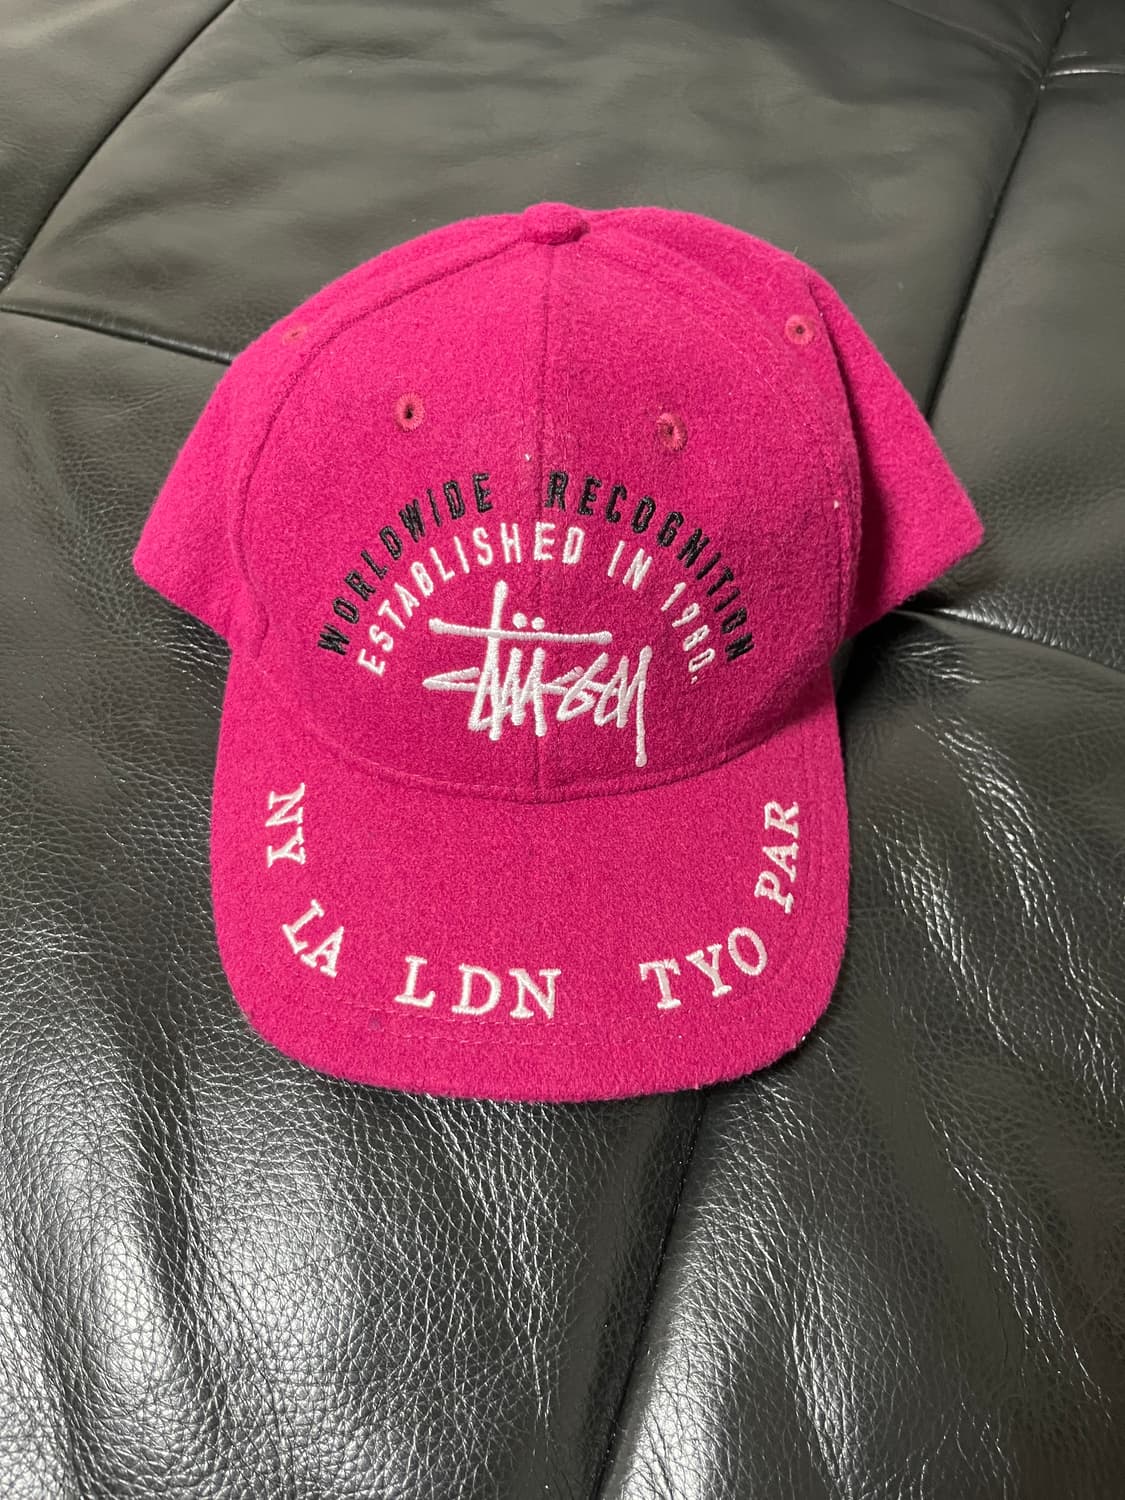 WORLDWIDE RECOGNITION
ESTABLISHED IN 1980.
Stüssy
NY LA LDN TYO PAR